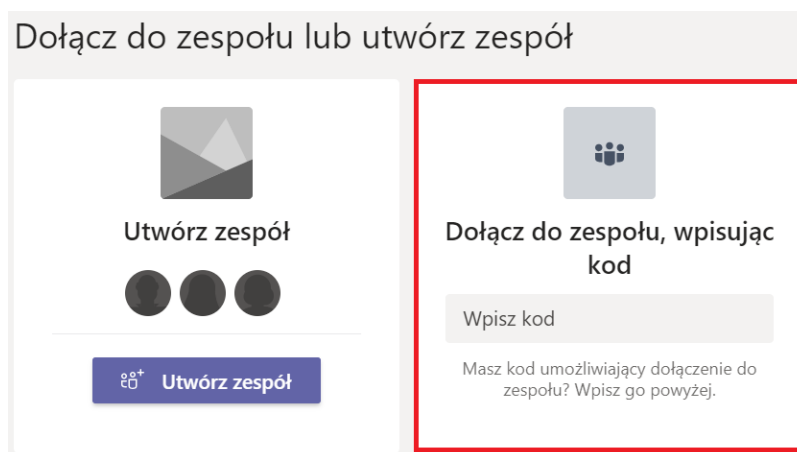 Dołącz do zespołu lub utwórz zespół
Utwórz zespół
Utwórz zespół
Dołącz do zespołu, wpisując
kod
Wpisz kod
Masz kod umożliwiający dołączenie do
zespołu? Wpisz go powyżej.